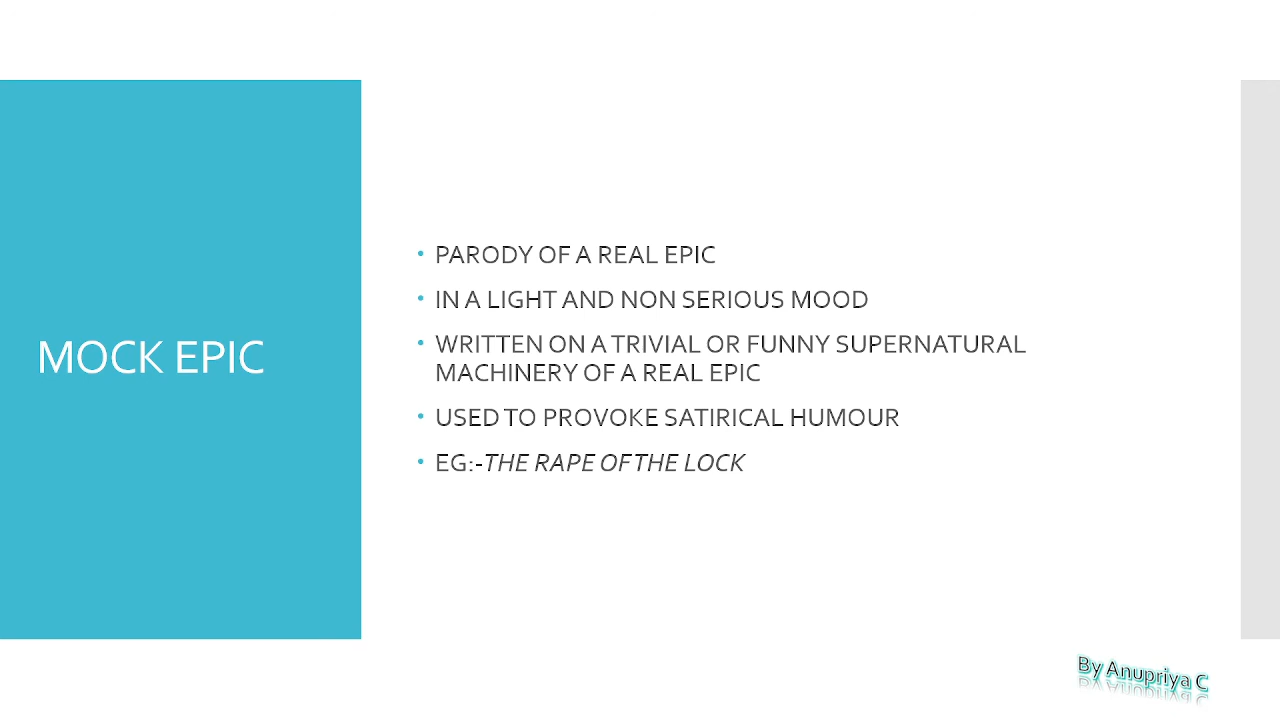 MOCK EPIC
• PARODY OF A REAL EPIC
• IN A LIGHT AND NON SERIOUS MOOD
• WRITTEN ON A TRIVIAL OR FUNNY SUPERNATURAL
MACHINERY OF A REAL EPIC
• USED TO PROVOKE SATIRICAL HUMOUR
• EG:-THE RAPE OF THE LOCK
By Anupriya C